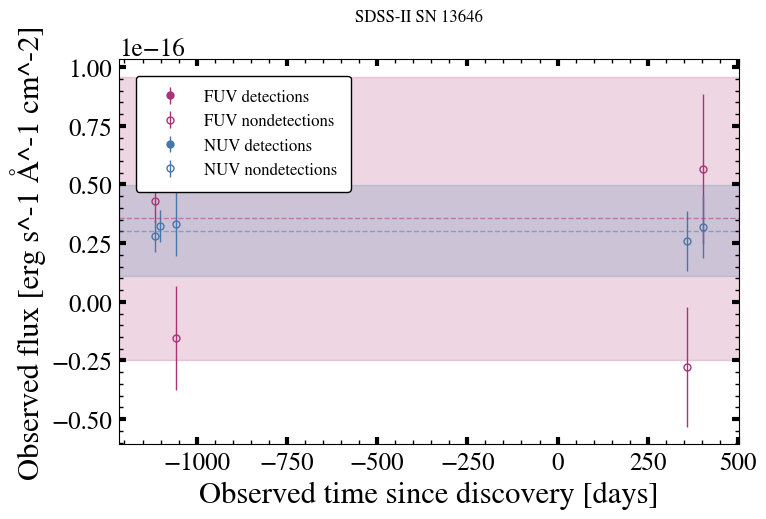 SDSS-II SN 13646
1e−16
1.00
0.75
0.50
0.25
0.00
−0.25
−0.50
FUV detections
FUV nondetections
NUV detections
NUV nondetections
−1000 −750 −500 −250 0 250 500
Observed time since discovery [days]
Observed flux [erg s^-1 Å^-1 cm^-2]